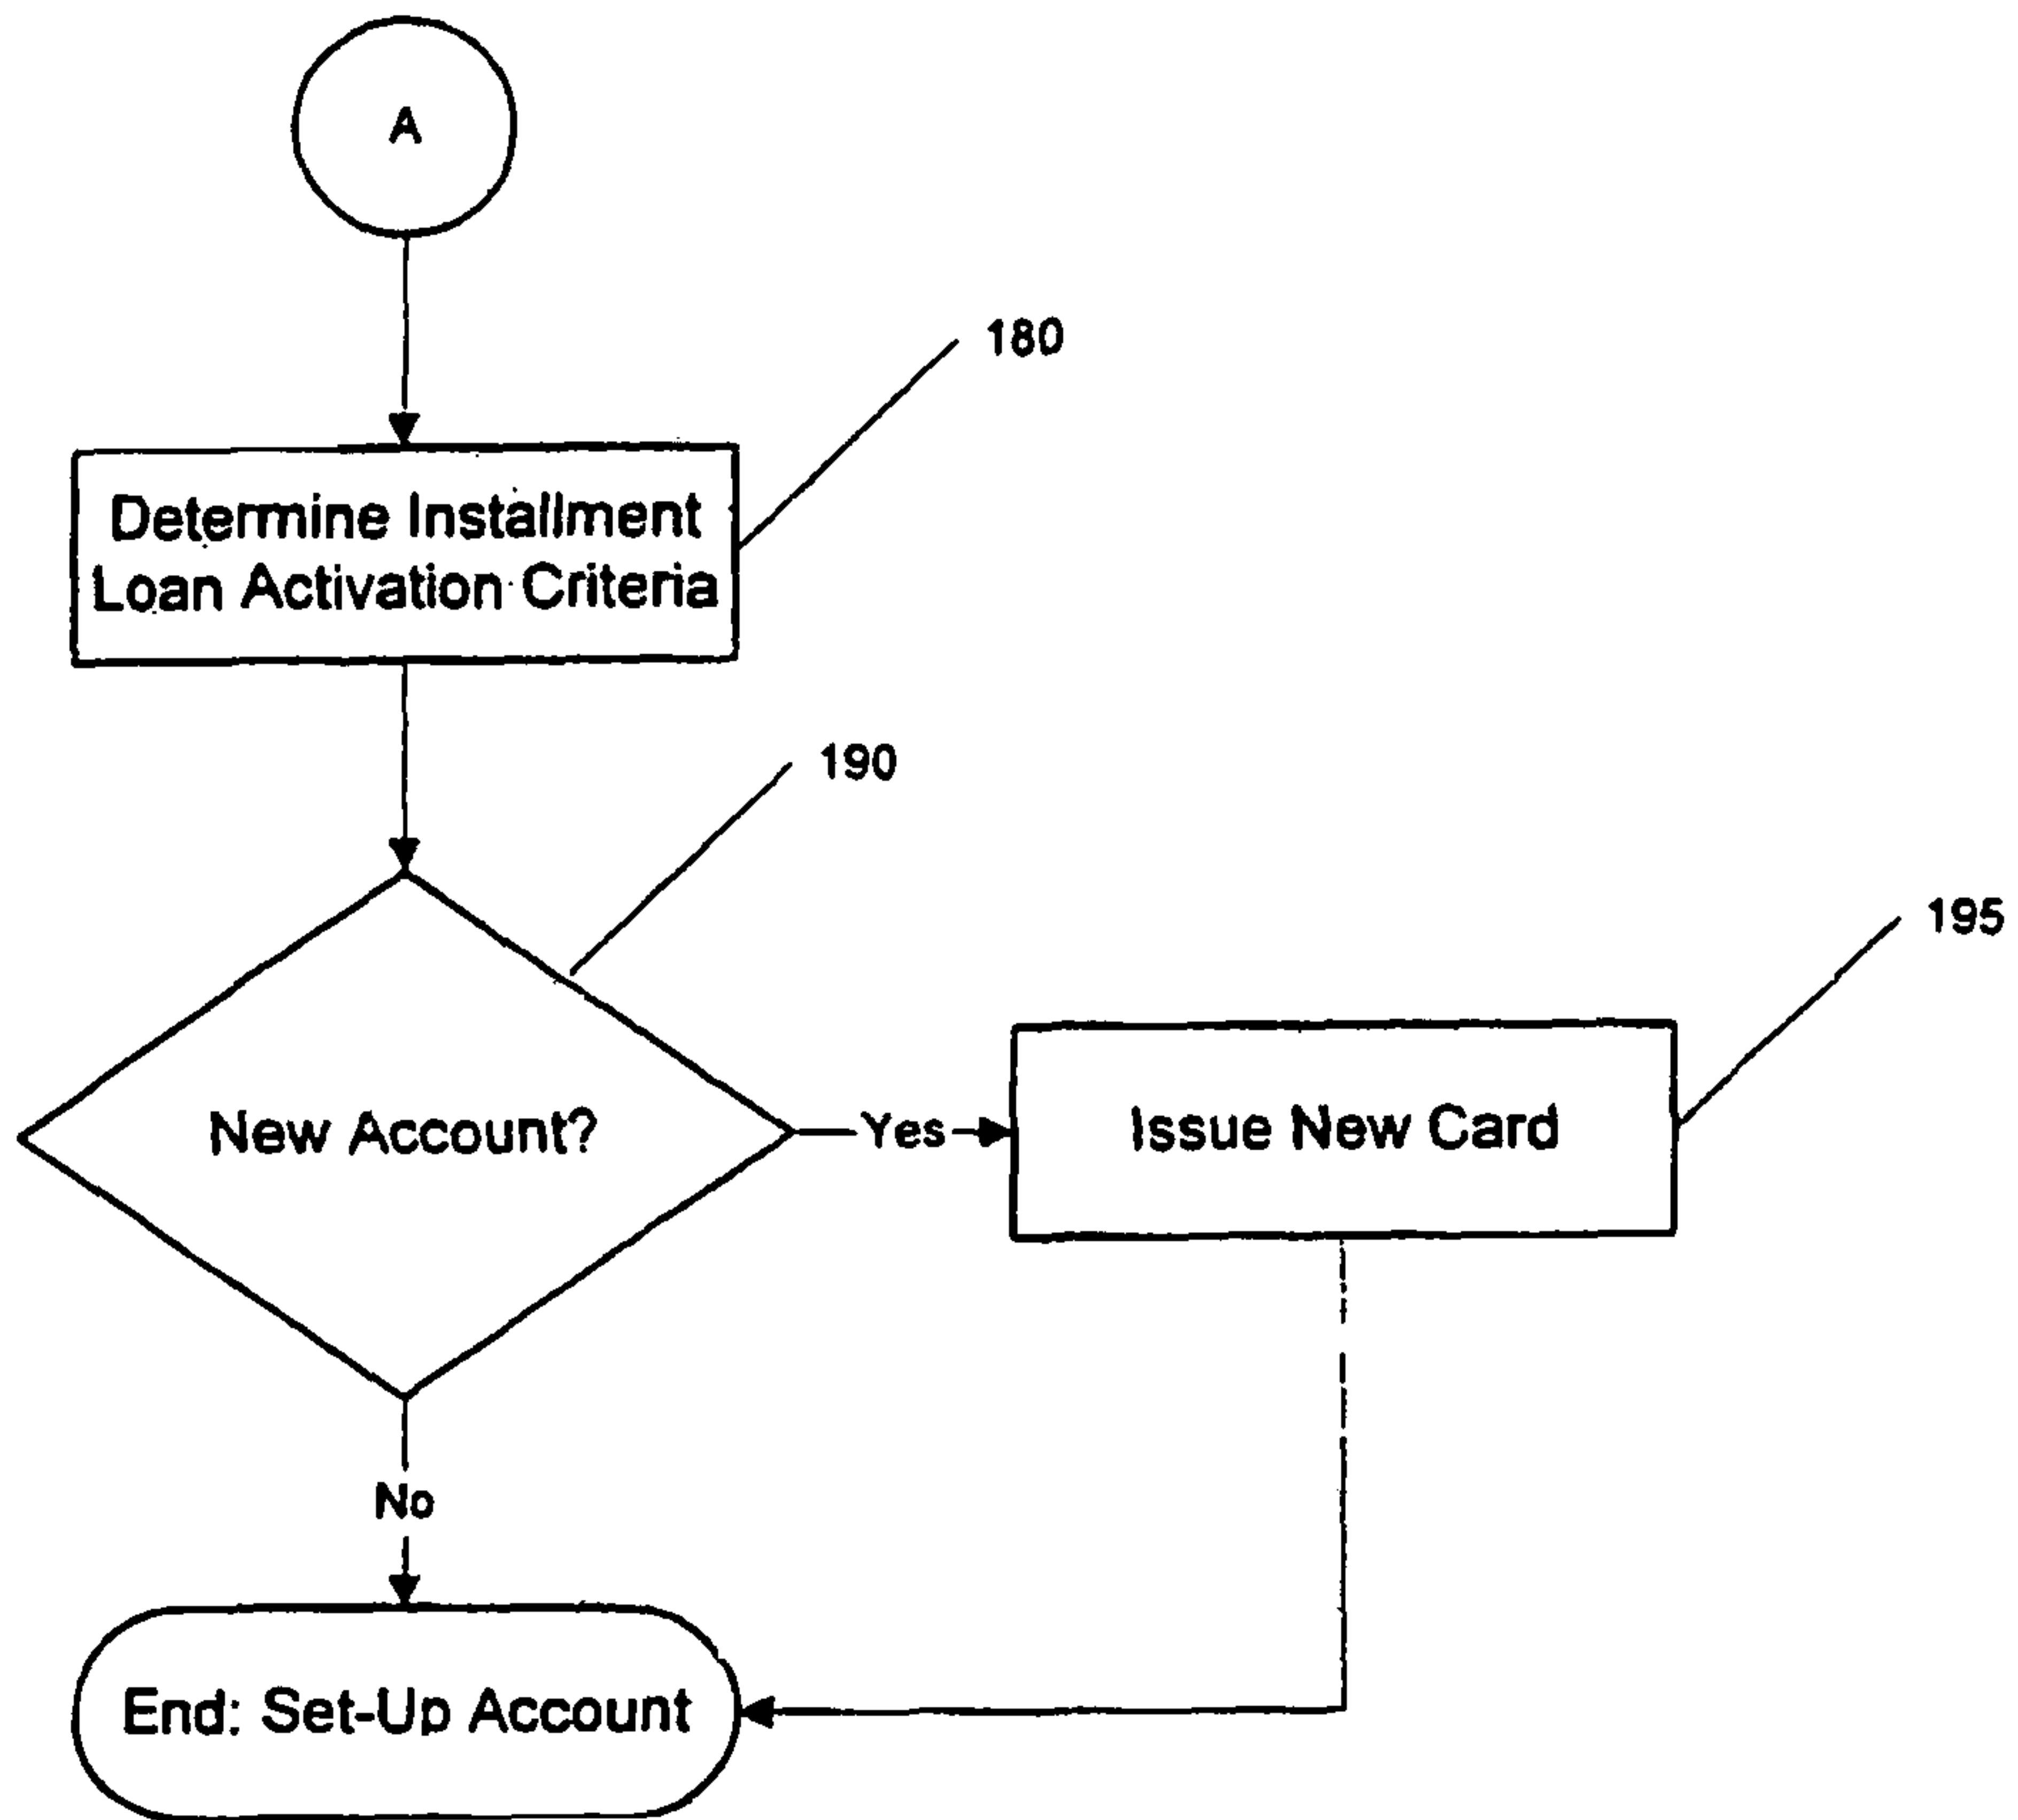 A
180
Determine Installment
Loan Activation Criteria
190
195
New Account?
Yes
Issue New Card
No
End: Set-Up Account